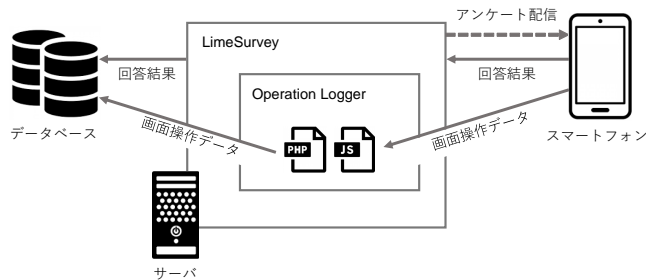 アンケート配信
LimeSurvey
回答結果
回答結果
Operation Logger
データベース
画面操作データ
画面操作データ
スマートフォン
PHP
JS
サーバ